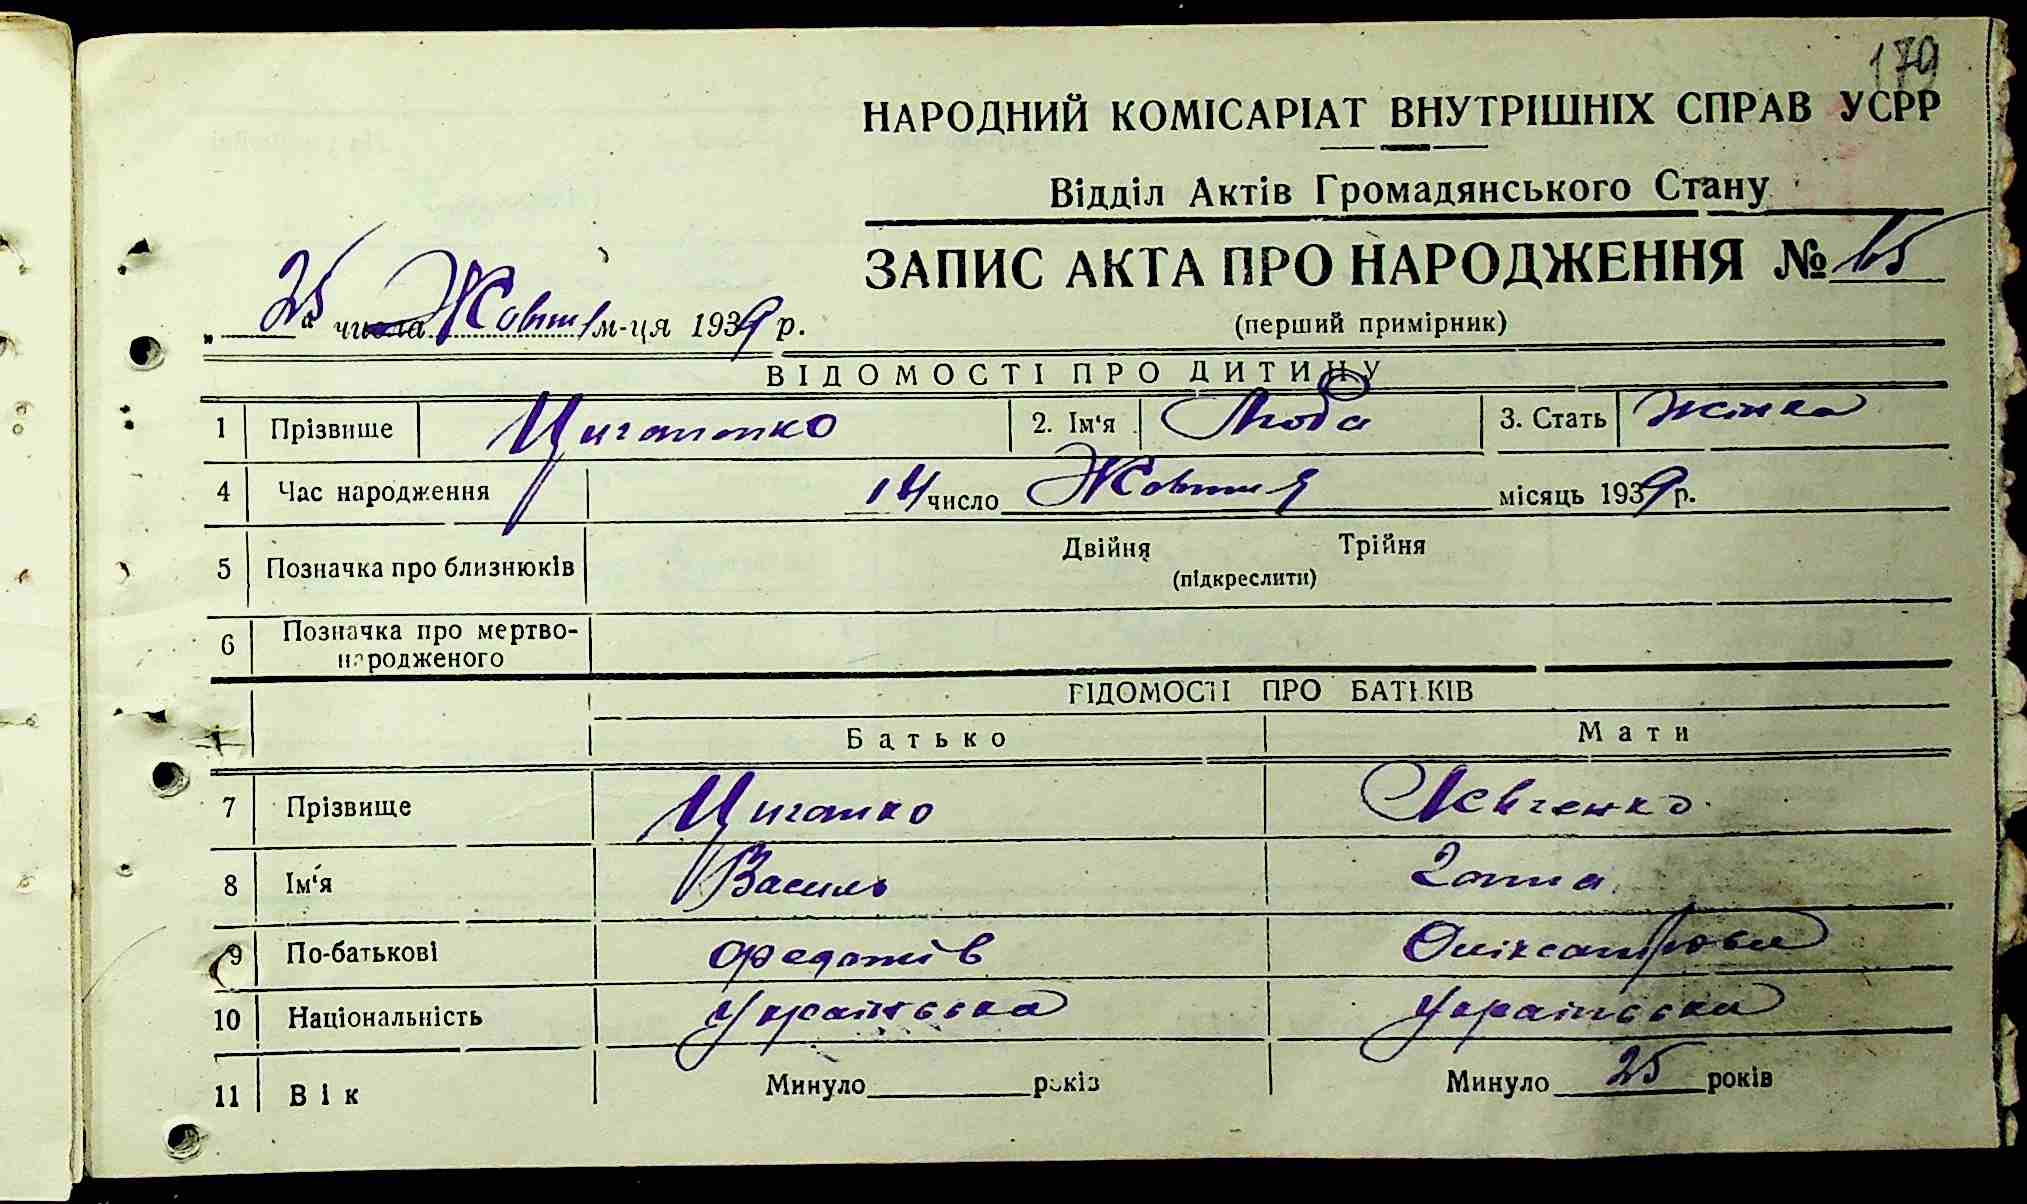 179
НАРОДНИЙ КОМІСАРІАТ ВНУТРІШНІХ СПРАВ УСРР
Відділ Актів Громадянського Стану
ЗАПИС АКТА ПРО НАРОДЖЕННЯ № 65
„ 25 “ числа Жовтн м-ця 1939 р.
(перший примірник)
ВІДОМОСТІ ПРО ДИТИНУ
1 Прізвище Циганко 2. Ім‘я Люба 3. Стать жінка
4 Час народження 14 число Жовтня місяць 1939 р.
5 Позначка про близнюків Двійня Трійня
(підкреслити)
6 Позначка про мертво-
народженого
ВІДОМОСТІ ПРО БАТЬКІВ
Батько Мати
7 Прізвище Циганко Левченко
8 Ім‘я Василь Ганна
9 По-батькові Федотів
10 Національність Українська Українська
11 Вік Минуло років Минуло 25 років